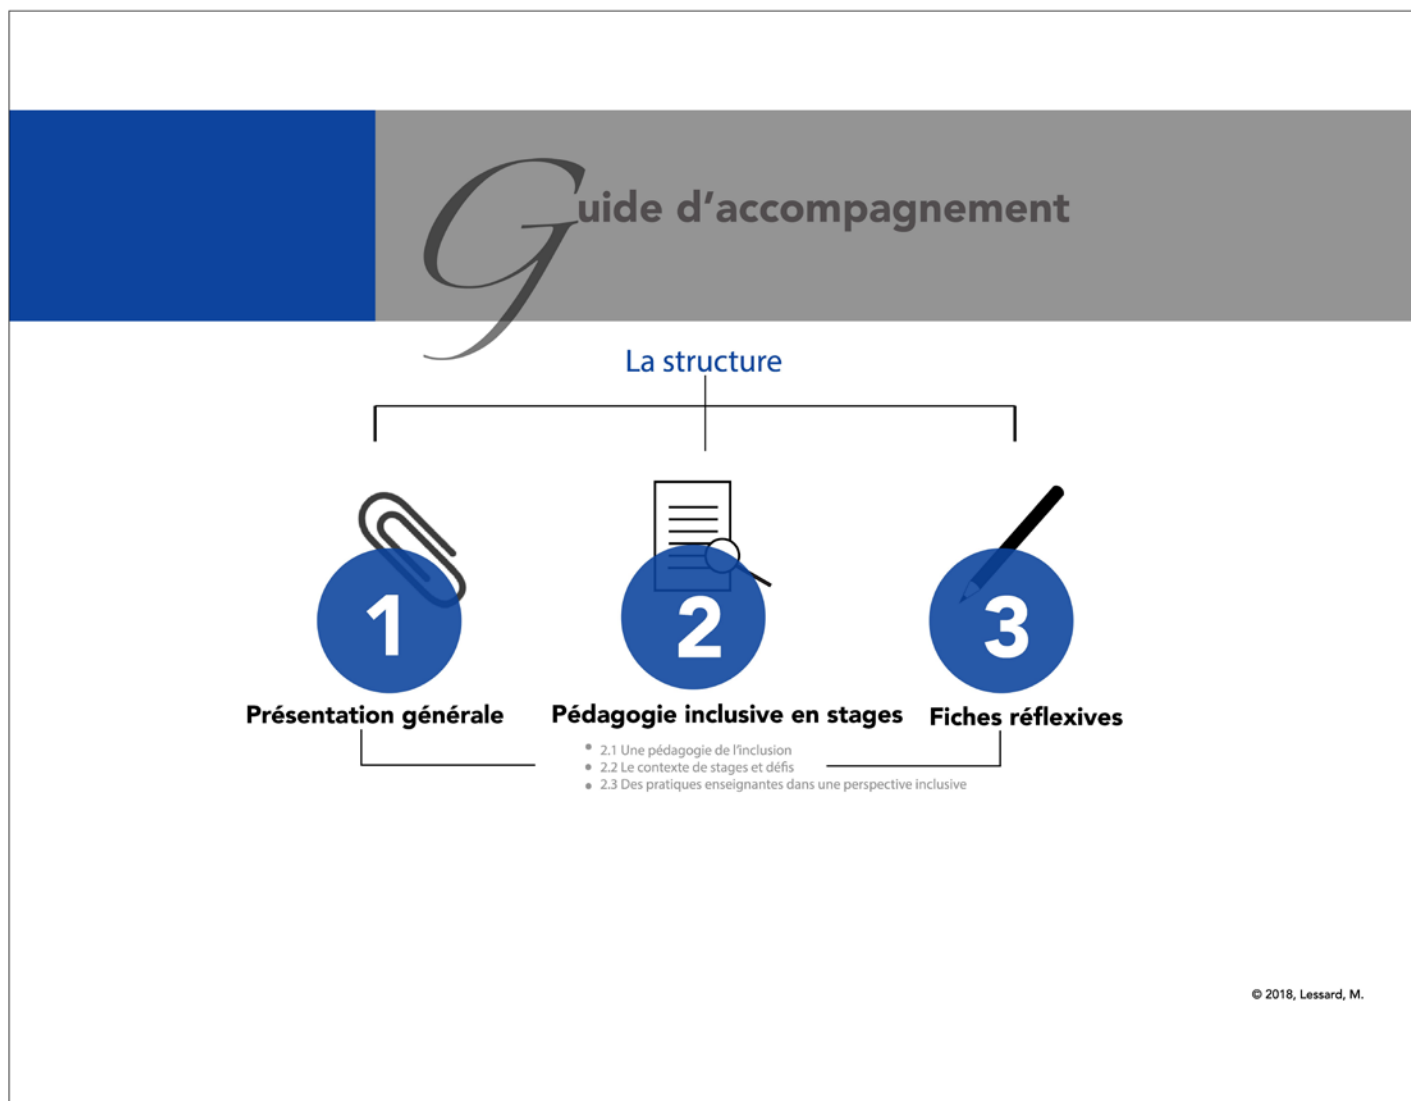 Guide d'accompagnement
La structure
1
2
3
Présentation générale
Pédagogie inclusive en stages
Fiches réflexives
• 2.1 Une pédagogie de l'inclusion
• 2.2 Le contexte de stages et défis
• 2.3 Des pratiques enseignantes dans une perspective inclusive
© 2018, Lessard, M.